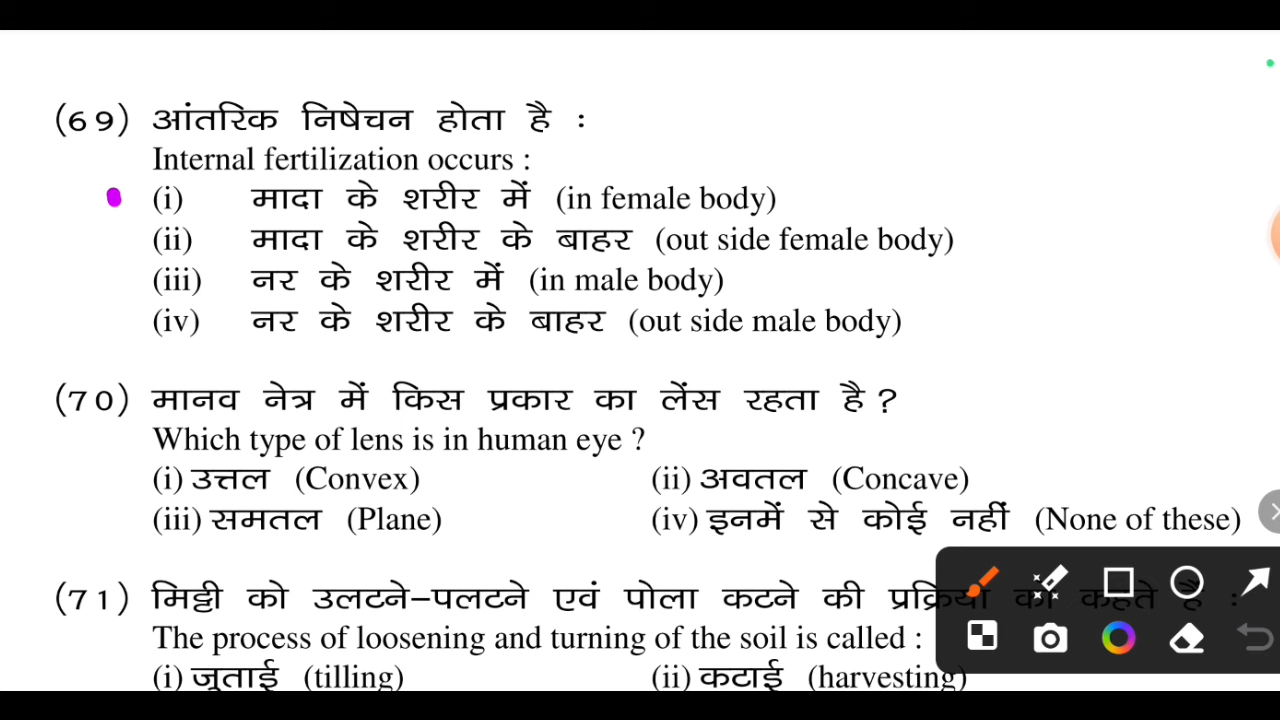 (69) आंतरिक निषेचन होता है :
Internal fertilization occurs :
(i) मादा के शरीर में (in female body)
(ii) मादा के शरीर के बाहर (out side female body)
(iii) नर के शरीर में (in male body)
(iv) नर के शरीर के बाहर (out side male body)
(70) मानव नेत्र में किस प्रकार का लेंस रहता है ?
Which type of lens is in human eye ?
(i) उत्तल (Convex) (ii) अवतल (Concave)
(iii) समतल (Plane) (iv) इनमें से कोई नहीं (None of these)
(71) मिट्टी को उलटने-पलटने एवं पोला कटने की प्रक्रिया को कहते हैं :
The process of loosening and turning of the soil is called :
(i) जूताई (tilling) (ii) कटाई (harvesting)